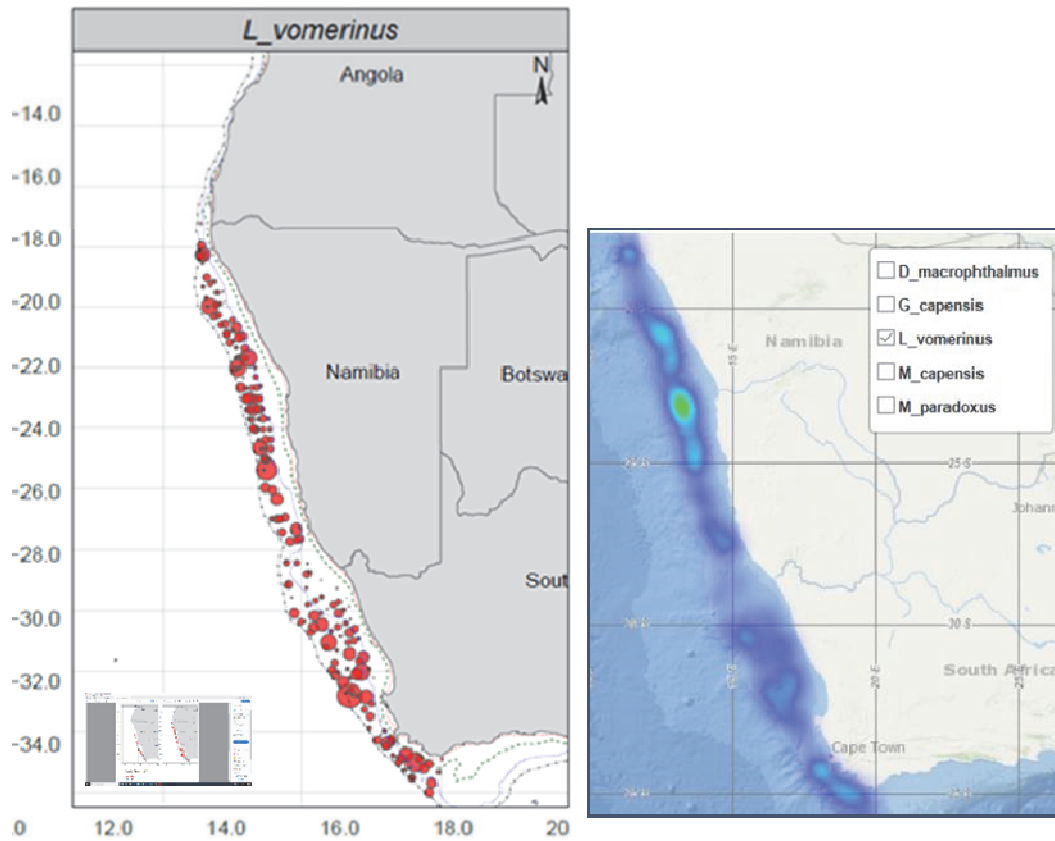 L_vomerinus
Angola
N
-14.0
-16.0
-18.0
-20.0
-22.0
Namibia
Botswa
-24.0
-26.0
-28.0
Sout
-30.0
-32.0
-34.0
.0
12.0
14.0
16.0
18.0
20
D_macrophthalmus
G_capensis
L_vomerinus
M_capensis
M_paradoxus
Namibia
15 E
25 S
Johann
30 S
South Africa
20 E
Cape Town